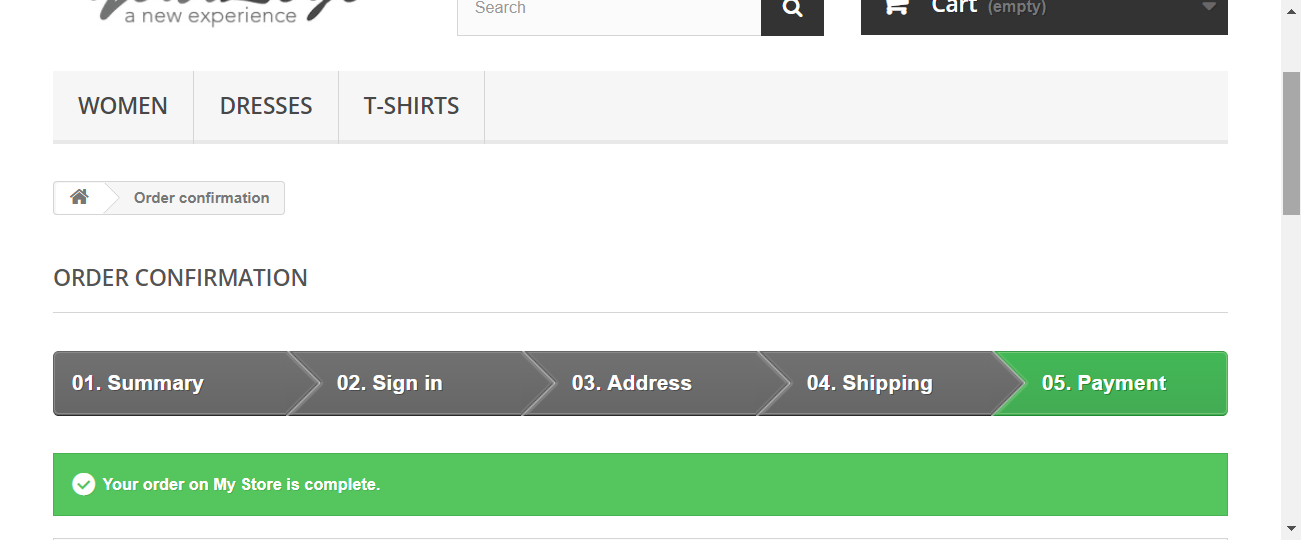 a new experience
Search
Cart (empty)
WOMEN
DRESSES
T-SHIRTS
Order confirmation
ORDER CONFIRMATION
01. Summary
02. Sign in
03. Address
04. Shipping
05. Payment
Your order on My Store is complete.